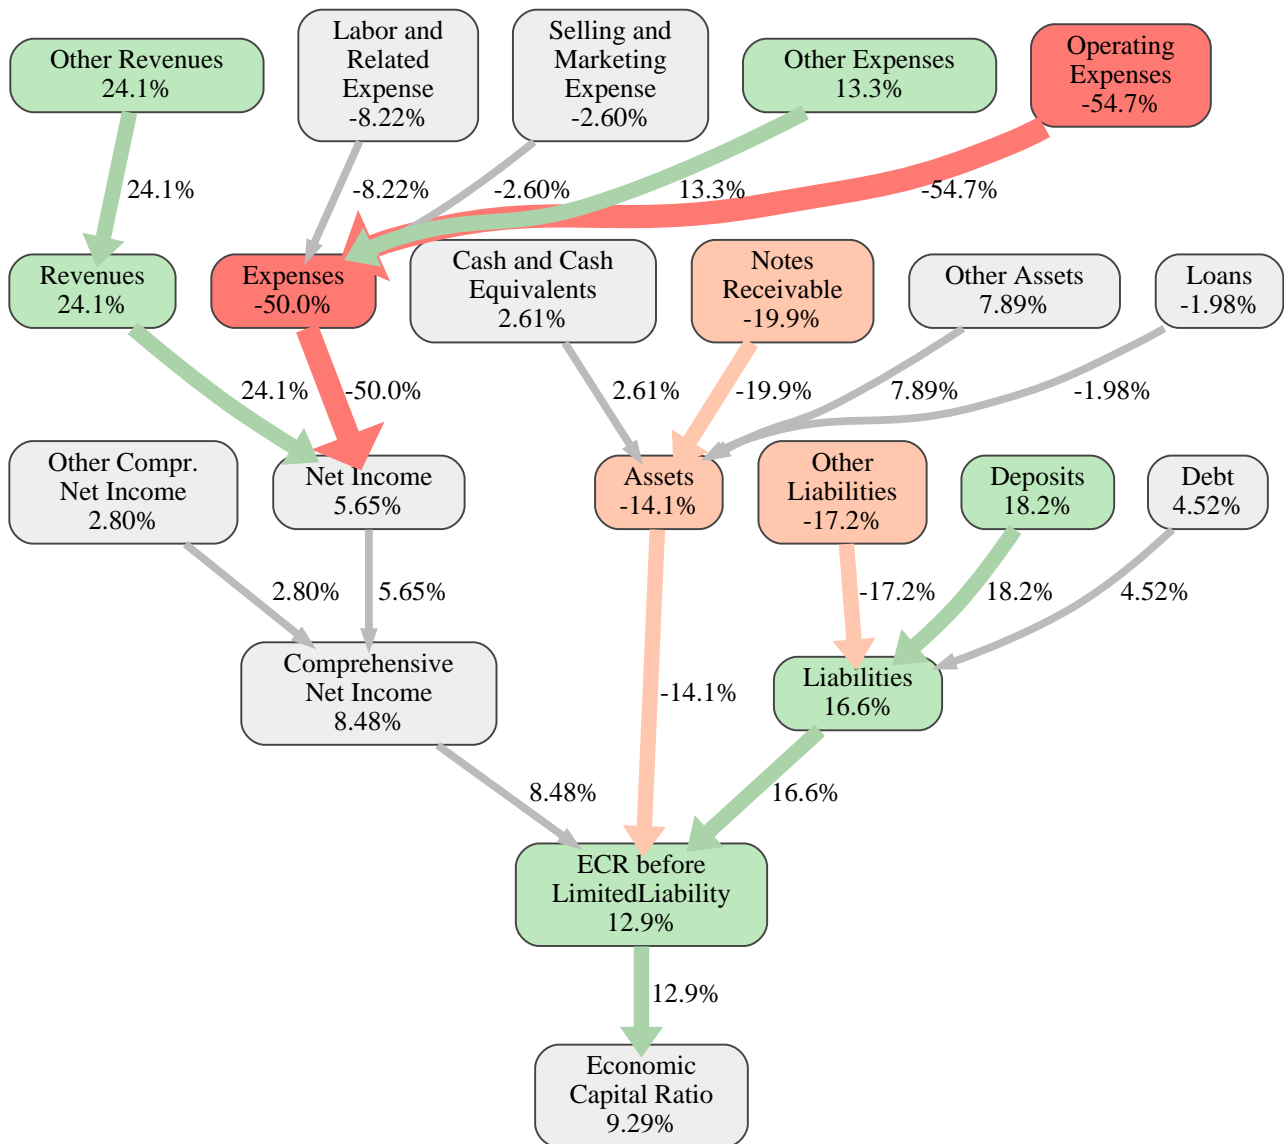 Other Revenues
24.1%
Labor and
Related
Expense
-8.22%
Selling and
Marketing
Expense
-2.60%
Other Expenses
13.3%
Operating
Expenses
-54.7%
24.1%
-8.22%
-2.60%
13.3%
-54.7%
Revenues
24.1%
Expenses
-50.0%
Cash and Cash
Equivalents
2.61%
Notes
Receivable
-19.9%
Other Assets
7.89%
Loans
-1.98%
24.1%
-50.0%
2.61%
-19.9%
7.89%
-1.98%
Other Compr.
Net Income
2.80%
Net Income
5.65%
Assets
-14.1%
Other
Liabilities
-17.2%
Deposits
18.2%
Debt
4.52%
2.80%
5.65%
-17.2%
18.2%
4.52%
Comprehensive
Net Income
8.48%
-14.1%
Liabilities
16.6%
8.48%
16.6%
ECR before
LimitedLiability
12.9%
12.9%
Economic
Capital Ratio
9.29%